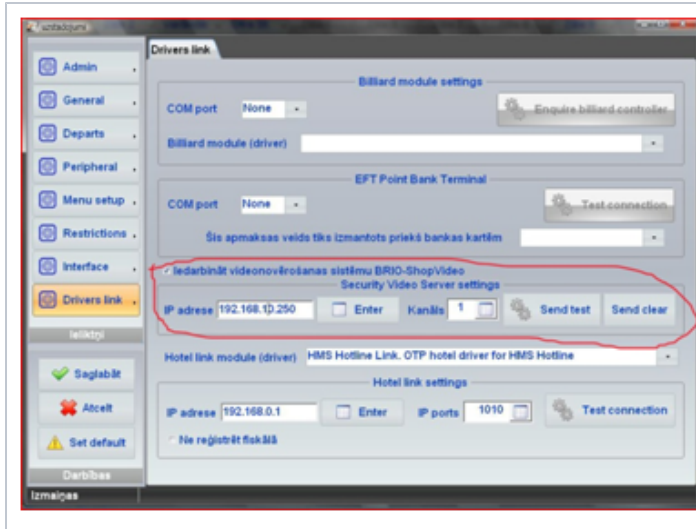 uzstādījumi
Drivers link
Admin
General
Departs
Peripheral
Menu setup
Restrictions
Interface
Drivers link
Ieliktņi
Saglabāt
Atcelt
Set default
Darbības
Izmaiņas
Billiard module settings
COM port None
Enquire billiard controller
Billiard module (driver)
EFT Point Bank Terminal
COM port None
Test connection
Šis apmaksas veids tiks izmantots priekš bankas kartēm
Iedarbināt videonovērošanas sistēmu BRIO-ShopVideo
Security Video Server settings
IP adrese 192.168.10.250 Enter Kanāls 1 Send test Send clear
Hotel link module (driver) HMS Hotline Link. OTP hotel driver for HMS Hotline
Hotel link settings
IP adrese 192.168.0.1 Enter IP ports 1010 Test connection
Ne reģistrēt fiskālā